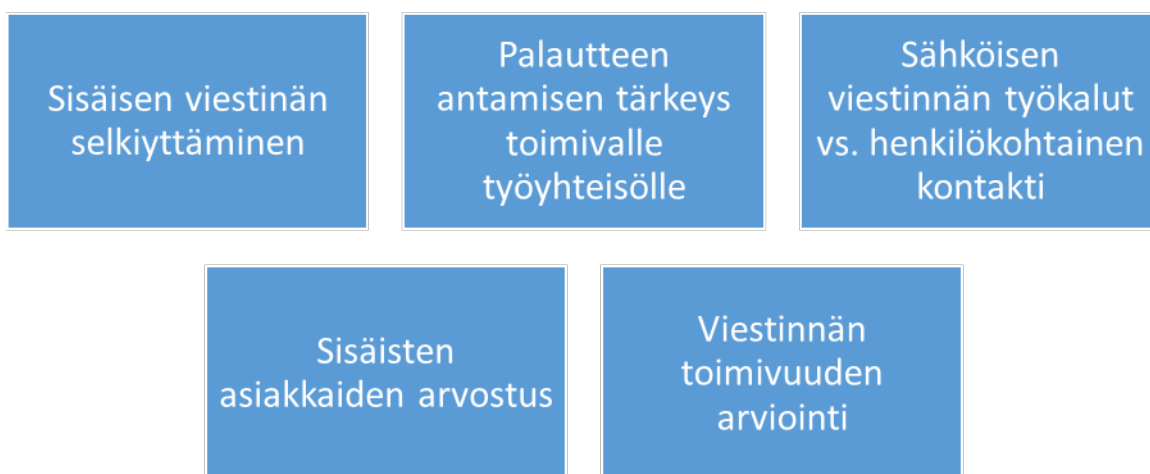 Sisäisen viestinän
selkiyttäminen
Palautteen
antamisen tärkeys
toimivalle
työyhteisölle
Sähköisen
viestinnän työkalut
vs. henkilökohtainen
kontakti
Sisäisten
asiakkaiden arvostus
Viestinnän
toimivuuden
arviointi